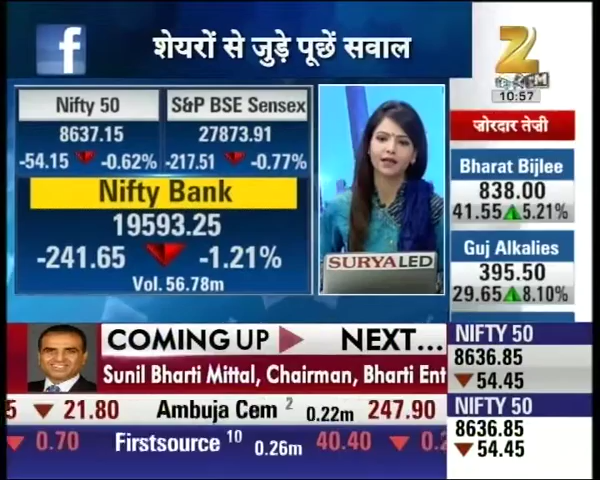 f
शेयरों से जुड़े पूछें सवाल
10:57
Nifty 50
8637.15
-54.15 -0.62%
S&P BSE Sensex
27873.91
-217.51 -0.77%
Nifty Bank
19593.25
-241.65 -1.21%
Vol. 56.78m
SURYA LED
ज़ोरदार तेजी
Bharat Bijlee
838.00
41.55 5.21%
Guj Alkalies
395.50
29.65 8.10%
COMING UP NEXT...
Sunil Bharti Mittal, Chairman, Bharti Ent
NIFTY 50
8636.85
54.45
5 21.80 Ambuja Cem 2 0.22m 247.90
0.70 Firstsource 10 0.26m 40.40 0.2
NIFTY 50
8636.85
54.45